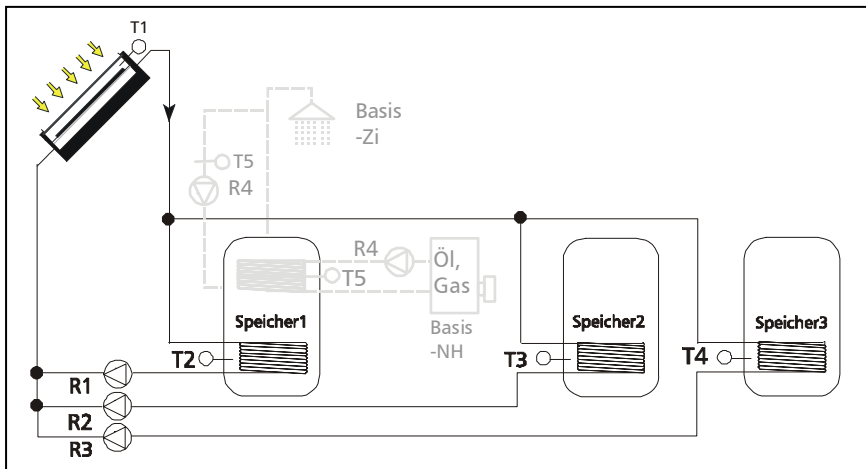 T1
Basis
-Zi
T5
R4
R4
T5
Öl,
Gas
Basis
-NH
Speicher1
Speicher2
Speicher3
T2
T3
T4
R1
R2
R3